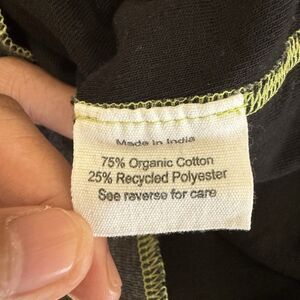 Made in India
75% Organic Cotton
25% Recycled Polyester
See reverse for care